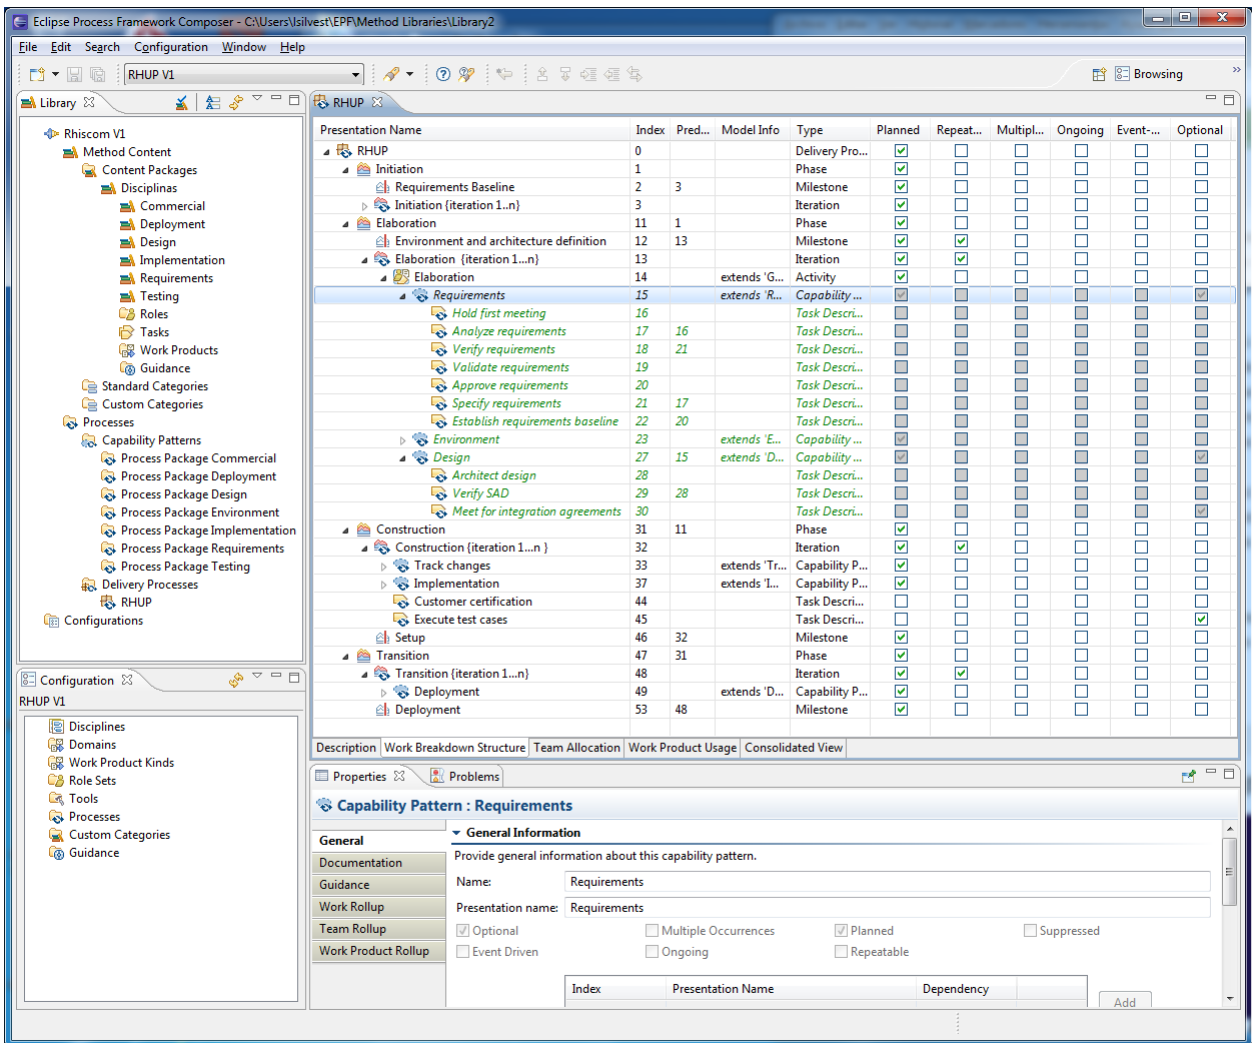 Eclipse Process Framework Composer - C:\Users\lsilvest\EPF\Method Libraries\Library2
File Edit Search Configuration Window Help
RHUP V1
Browsing
Library
Rhiscom V1
Method Content
Content Packages
Disciplinas
Commercial
Deployment
Design
Implementation
Requirements
Testing
Roles
Tasks
Work Products
Guidance
Standard Categories
Custom Categories
Processes
Capability Patterns
Process Package Commercial
Process Package Deployment
Process Package Design
Process Package Environment
Process Package Implementation
Process Package Requirements
Process Package Testing
Delivery Processes
RHUP
Configurations
Configuration
RHUP V1
Disciplines
Domains
Work Product Kinds
Role Sets
Tools
Processes
Custom Categories
Guidance
RHUP
Presentation Name Index Pred... Model Info Type Planned Repeat... Multipl... Ongoing Event-... Optional
RHUP 0 Delivery Pro...
Initiation 1 Phase
Requirements Baseline 2 3 Milestone
Initiation {iteration 1..n} 3 Iteration
Elaboration 11 1 Phase
Environment and architecture definition 12 13 Milestone
Elaboration {iteration 1...n} 13 Iteration
Elaboration 14 extends 'G... Activity
Requirements 15 extends 'R... Capability ...
Hold first meeting 16 Task Descri...
Analyze requirements 17 16 Task Descri...
Verify requirements 18 21 Task Descri...
Validate requirements 19 Task Descri...
Approve requirements 20 Task Descri...
Specify requirements 21 17 Task Descri...
Establish requirements baseline 22 20 Task Descri...
Environment 23 extends 'E... Capability ...
Design 27 15 extends 'D... Capability ...
Architect design 28 Task Descri...
Verify SAD 29 28 Task Descri...
Meet for integration agreements 30 Task Descri...
Construction 31 11 Phase
Construction {iteration 1...n } 32 Iteration
Track changes 33 extends 'Tr... Capability P...
Implementation 37 extends 'I... Capability P...
Customer certification 44 Task Descri...
Execute test cases 45 Task Descri...
Setup 46 32 Milestone
Transition 47 31 Phase
Transition {iteration 1...n} 48 Iteration
Deployment 49 extends 'D... Capability P...
Deployment 53 48 Milestone
Description Work Breakdown Structure Team Allocation Work Product Usage Consolidated View
Properties Problems
Capability Pattern : Requirements
General
Documentation
Guidance
Work Rollup
Team Rollup
Work Product Rollup
General Information
Provide general information about this capability pattern.
Name: Requirements
Presentation name: Requirements
Optional Multiple Occurrences Planned Suppressed
Event Driven Ongoing Repeatable
Index Presentation Name Dependency
Add